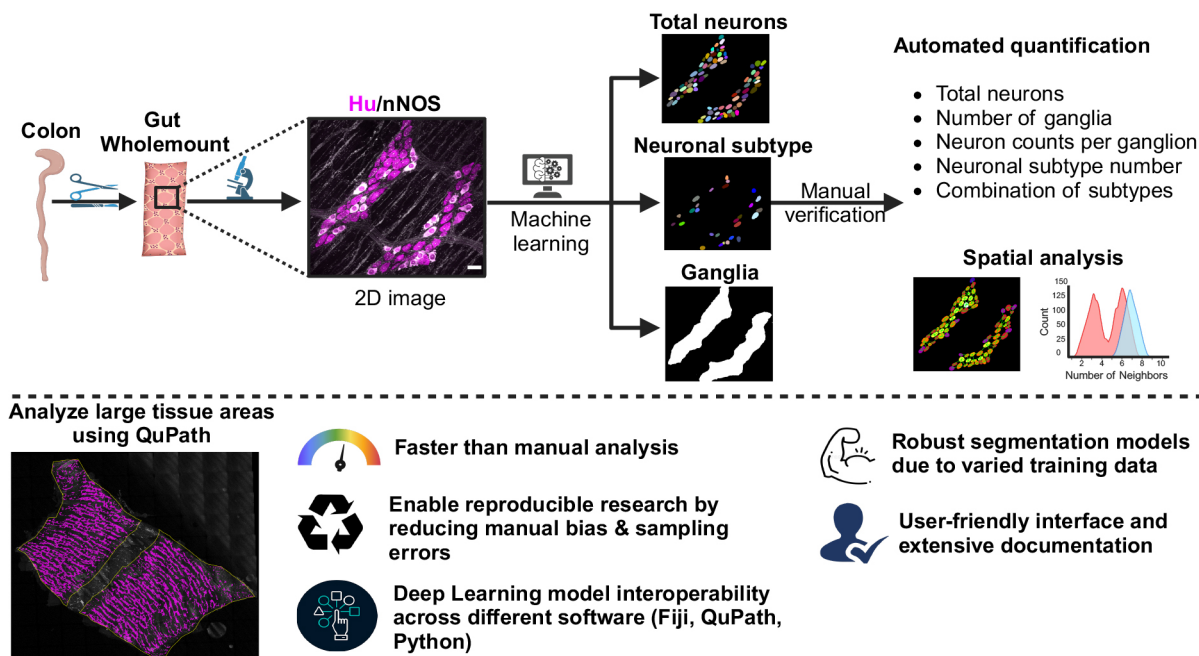 Colon
Gut
Wholemount
Hu/nNOS
2D image
Machine
learning
Total neurons
Neuronal subtype
Ganglia
Manual
verification
Automated quantification
• Total neurons
• Number of ganglia
• Neuron counts per ganglion
• Neuronal subtype number
• Combination of subtypes
Spatial analysis
Count
150
125
100
75
50
25
0
2 4 6 8 10
Number of Neighbors
Analyze large tissue areas
using QuPath
Faster than manual analysis
Enable reproducible research by
reducing manual bias & sampling
errors
Deep Learning model interoperability
across different software (Fiji, QuPath,
Python)
Robust segmentation models
due to varied training data
User-friendly interface and
extensive documentation